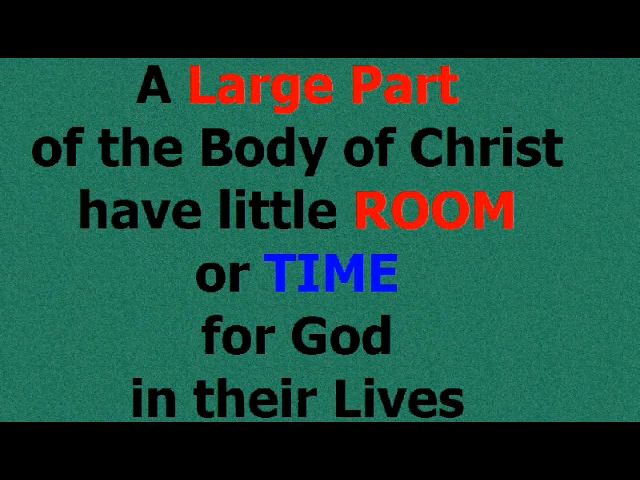 A Large Part
of the Body of Christ
have little ROOM
or TIME
for God
in their Lives